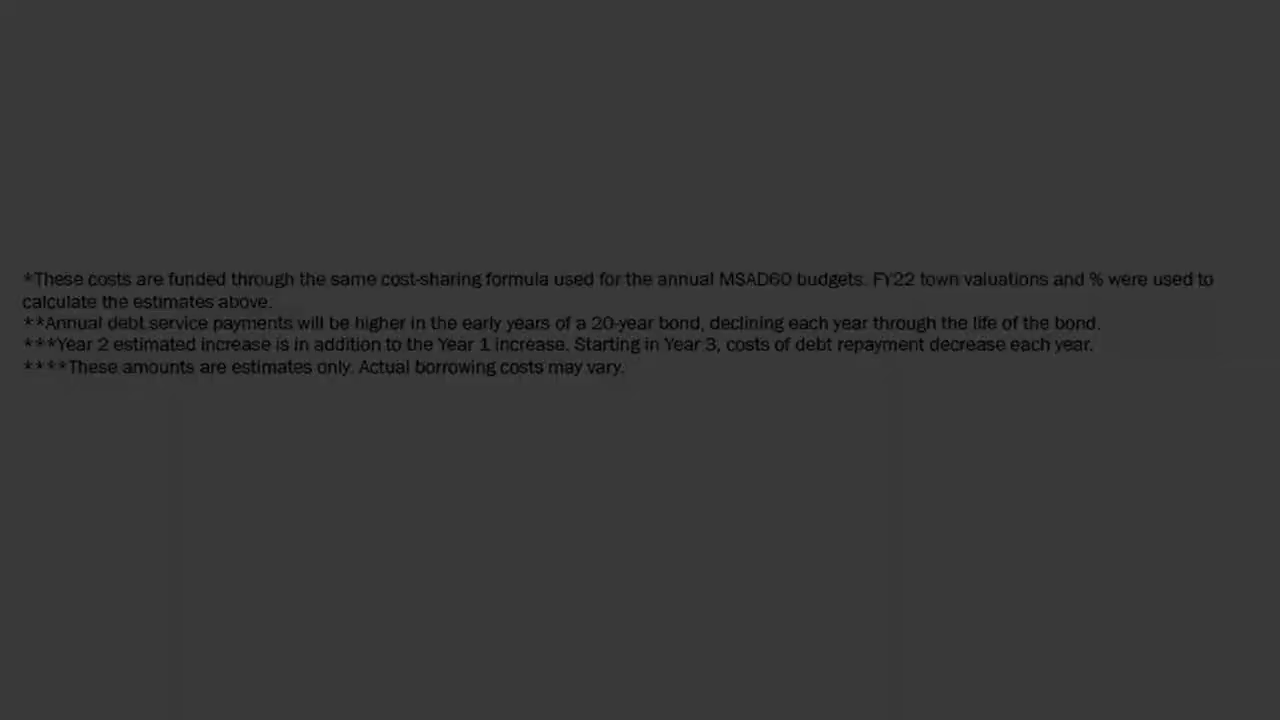 *These costs are funded through the same cost-sharing formula used for the annual MSAD60 budgets. FY22 town valuations and % were used to
calculate the estimates above.
**Annual debt service payments will be higher in the early years of a 20-year bond, declining each year through the life of the bond.
***Year 2 estimated increase is in addition to the Year 1 increase. Starting in Year 3, costs of debt repayment decrease each year.
****These amounts are estimates only. Actual borrowing costs may vary.